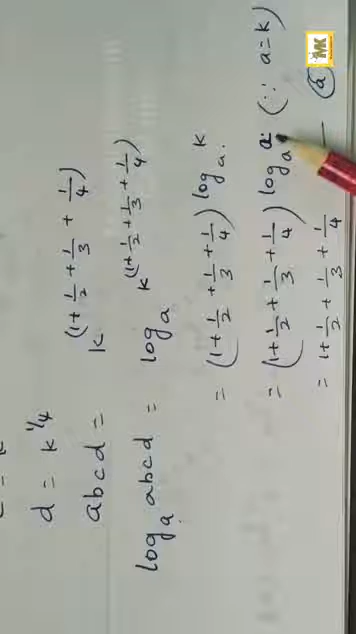 d = k^1/4
abcd = k^(1+1/2+1/3+1/4)
log_a abcd = log_a k^(1+1/2+1/3+1/4)
= (1+1/2+1/3+1/4) log_a k
= (1+1/2+1/3+1/4) log_a a (∵ a=k)
= 1+1/2+1/3+1/4 — (a)
MK